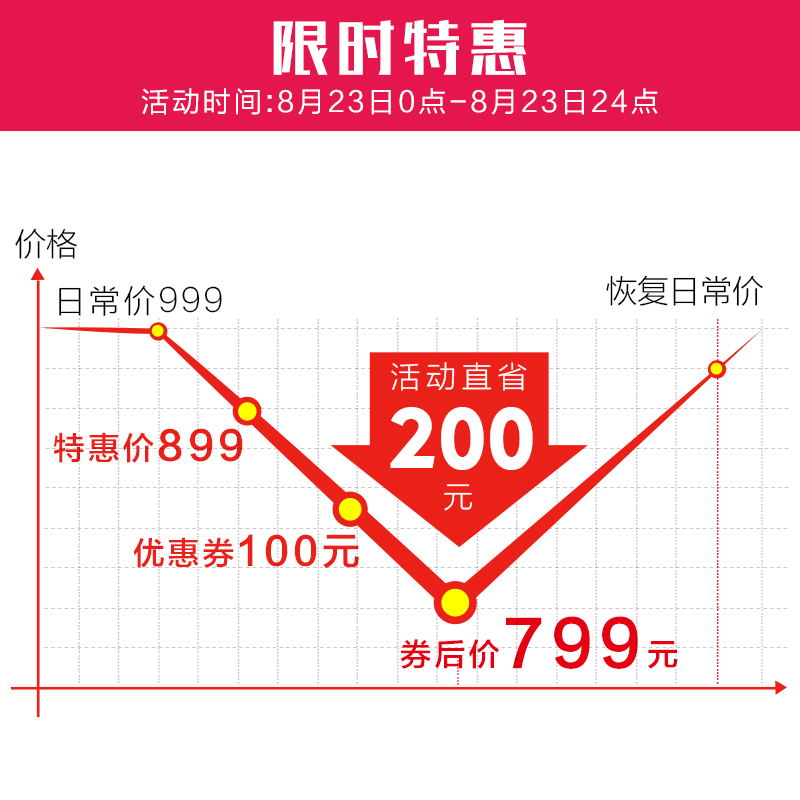 限时特惠
活动时间:8月23日0点-8月23日24点
价格
日常价999
恢复日常价
活动直省
200
元
特惠价899
优惠券100元
券后价799元